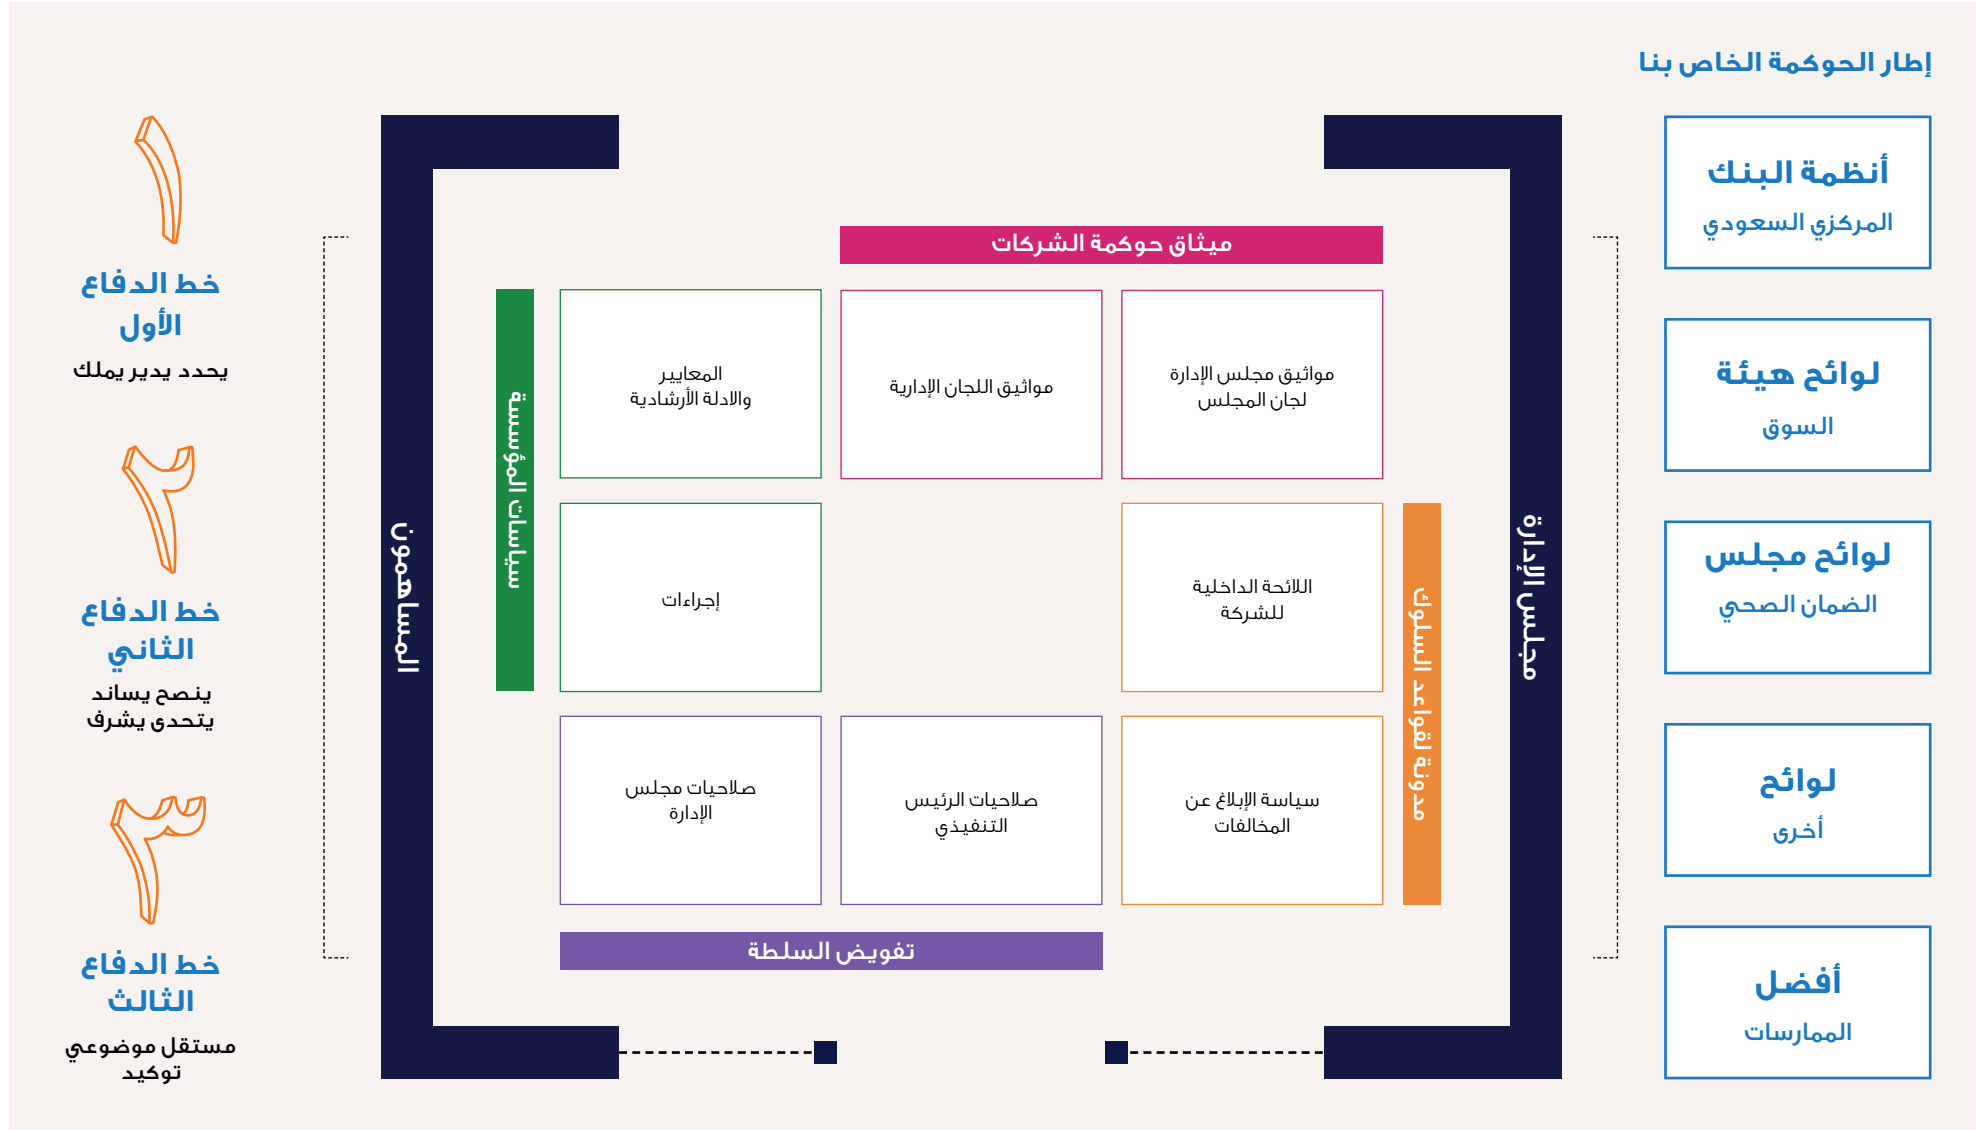 إطار الحوكمة الخاص بنا
أنظمة البنك
المركزي السعودي
لوائح هيئة
السوق
لوائح مجلس
الضمان الصحي
لوائح
أخرى
أفضل
الممارسات
مجلس الإدارة
ميثاق حوكمة الشركات
مواثيق مجلس الإدارة
لجان المجلس
مواثيق اللجان الإدارية
المعايير
والادلة الأرشادية
سياسات المؤسسة
مدونة لقواعد السلوك
اللائحة الداخلية
للشركة
إجراءات
سياسة الإبلاغ عن
المخالفات
صلاحيات الرئيس
التنفيذي
صلاحيات مجلس
الإدارة
تفويض السلطة
المساهمون
١
خط الدفاع
الأول
يحدد يدير يملك
٢
خط الدفاع
الثاني
ينصح يساند
يتحدى يشرف
٣
خط الدفاع
الثالث
مستقل موضوعي
توكيد